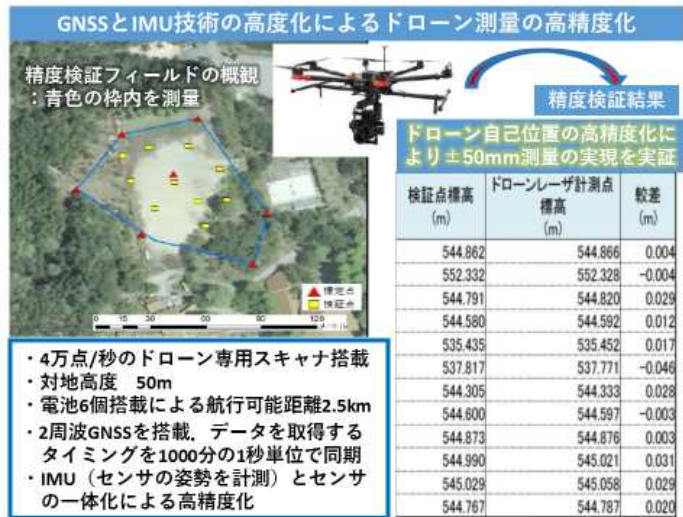 GNSSとIMU技術の高度化によるドローン測量の高精度化
精度検証フィールドの概観
：青色の枠内を測量
精度検証結果
ドローン自己位置の高精度化に
より±50mm測量の実現を実証
標定点
検証点
0 15 30 60 90 120
・4万点/秒のドローン専用スキャナ搭載
・対地高度　50m
・電池6個搭載による航行可能距離2.5km
・2周波GNSSを搭載，データを取得する
タイミングを1000分の1秒単位で同期
・IMU（センサの姿勢を計測）とセンサ
の一体化による高精度化
検証点標高
(m)
ドローンレーザ計測点
標高
(m)
較差
(m)
544.862 544.866 0.004
552.332 552.328 -0.004
544.791 544.820 0.029
544.580 544.592 0.012
535.435 535.452 0.017
537.817 537.771 -0.046
544.305 544.333 0.028
544.600 544.597 -0.003
544.873 544.876 0.003
544.990 545.021 0.031
545.029 545.058 0.029
544.767 544.787 0.020